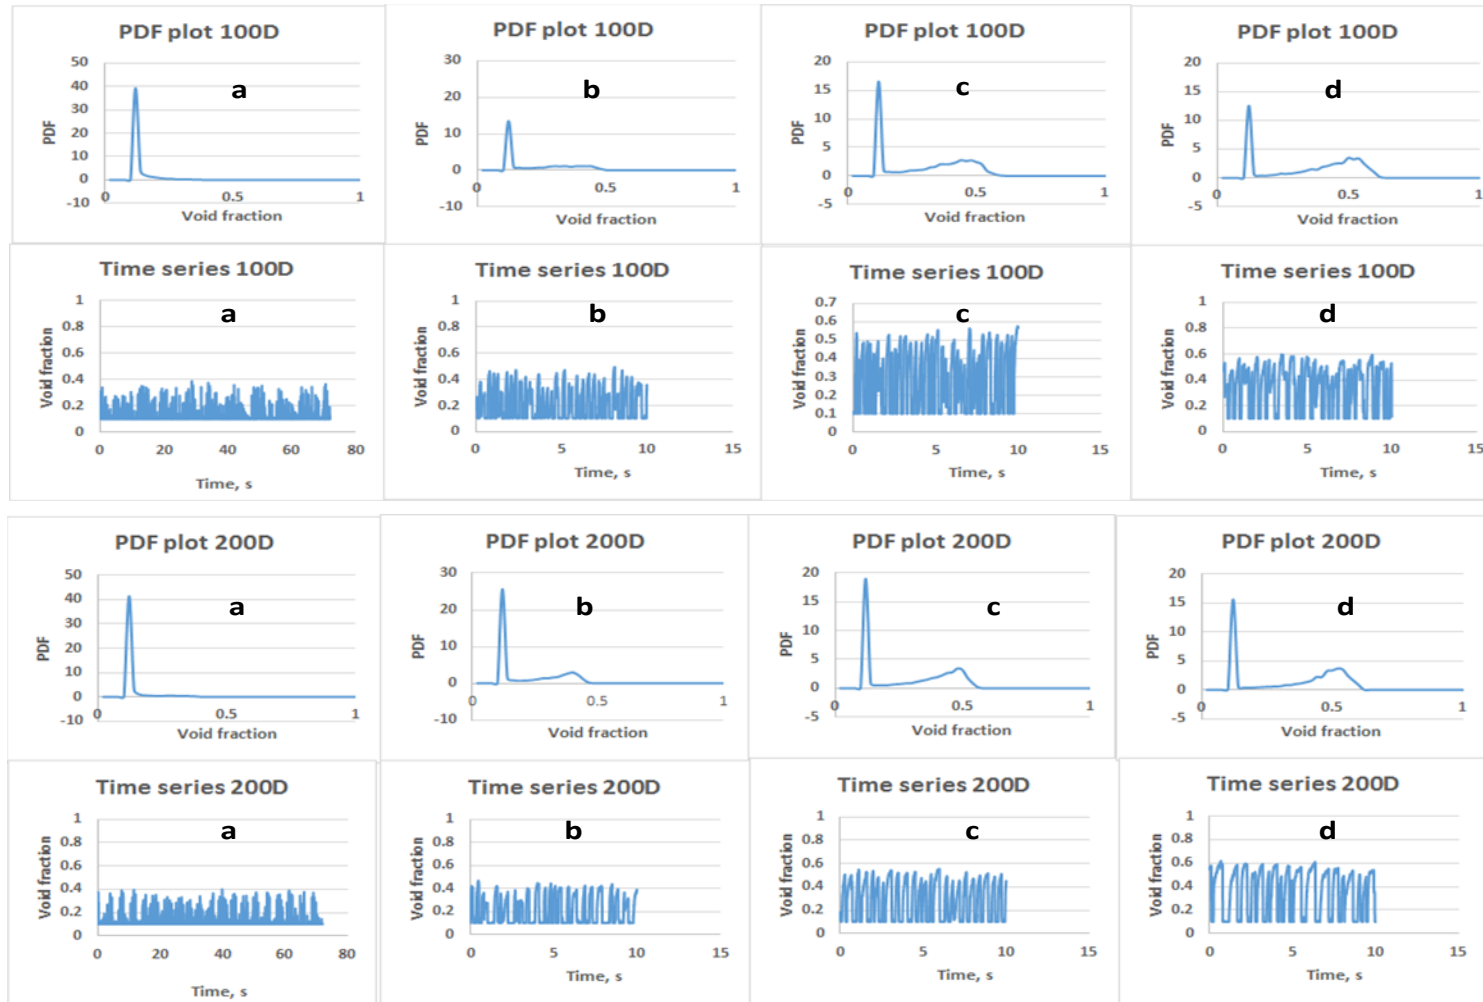 PDF plot 100D
50
40
30
20
10
0
-10
PDF
0
0.5
1
Void fraction
a
PDF plot 100D
30
20
10
0
-10
PDF
0
0.5
1
Void fraction
b
PDF plot 100D
20
15
10
5
0
-5
PDF
0
0.5
1
Void fraction
c
PDF plot 100D
20
15
10
5
0
-5
PDF
0
0.5
1
Void fraction
d
Time series 100D
1
0.8
0.6
0.4
0.2
0
Void fraction
0 20 40 60 80
Time, s
a
Time series 100D
1
0.8
0.6
0.4
0.2
0
Void fraction
0 5 10 15
Time, s
b
Time series 100D
0.7
0.6
0.5
0.4
0.3
0.2
0.1
0
Void fraction
0 5 10 15
Time, s
c
Time series 100D
1
0.8
0.6
0.4
0.2
0
Void fraction
0 5 10 15
Time, s
d
PDF plot 200D
50
40
30
20
10
0
-10
PDF
0
0.5
1
Void fraction
a
PDF plot 200D
30
20
10
0
-10
PDF
0
0.5
1
Void fraction
b
PDF plot 200D
20
15
10
5
0
-5
PDF
0
0.5
1
Void fraction
c
PDF plot 200D
20
15
10
5
0
-5
PDF
0
0.5
1
Void fraction
d
Time series 200D
1
0.8
0.6
0.4
0.2
0
Void fraction
0 20 40 60 80
Time, s
a
Time series 200D
1
0.8
0.6
0.4
0.2
0
Void fraction
0 5 10 15
Time, s
b
Time series 200D
1
0.8
0.6
0.4
0.2
0
Void fraction
0 5 10 15
Time, s
c
Time series 200D
1
0.8
0.6
0.4
0.2
0
Void fraction
0 5 10 15
Time, s
d